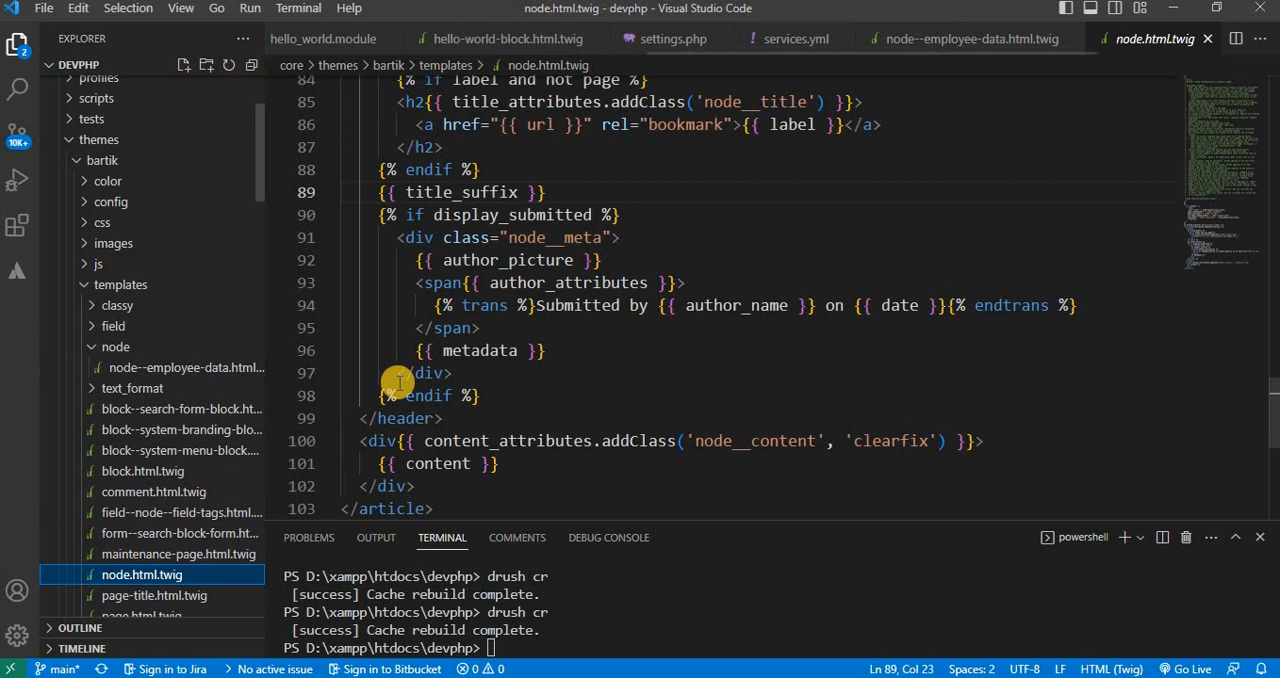 File Edit Selection View Go Run Terminal Help node.html.twig - devphp - Visual Studio Code
EXPLORER
hello_world.module hello-world-block.html.twig settings.php services.yml node--employee-data.html.twig node.html.twig
DEVPHP
core > themes > bartik > templates > node.html.twig
profiles
scripts
tests
themes
bartik
color
config
css
images
js
templates
classy
field
node
node--employee-data.html....
text_format
block--search-form-block.ht...
block--system-branding-blo...
block--system-menu-block....
block.html.twig
comment.html.twig
field--node--field-tags.html....
form--search-block-form.ht...
maintenance-page.html.twig
node.html.twig
page-title.html.twig
page.html.twig
OUTLINE
TIMELINE
2
10K+
84 {% if label and not page %}
85 <h2{{ title_attributes.addClass('node__title') }}>
86 <a href="{{ url }}" rel="bookmark">{{ label }}</a>
87 </h2>
88 {% endif %}
89 {{ title_suffix }}
90 {% if display_submitted %}
91 <div class="node__meta">
92 {{ author_picture }}
93 <span{{ author_attributes }}>
94 {% trans %}Submitted by {{ author_name }} on {{ date }}{% endtrans %}
95 </span>
96 {{ metadata }}
97 </div>
98 {% endif %}
99 </header>
100 <div{{ content_attributes.addClass('node__content', 'clearfix') }}>
101 {{ content }}
102 </div>
103 </article>
PROBLEMS OUTPUT TERMINAL COMMENTS DEBUG CONSOLE powershell
PS D:\xampp\htdocs\devphp> drush cr
[success] Cache rebuild complete.
PS D:\xampp\htdocs\devphp> drush cr
[success] Cache rebuild complete.
PS D:\xampp\htdocs\devphp>
main* Sign in to Jira No active issue Sign in to Bitbucket 0 0 Ln 89, Col 23 Spaces: 2 UTF-8 LF HTML (Twig) Go Live